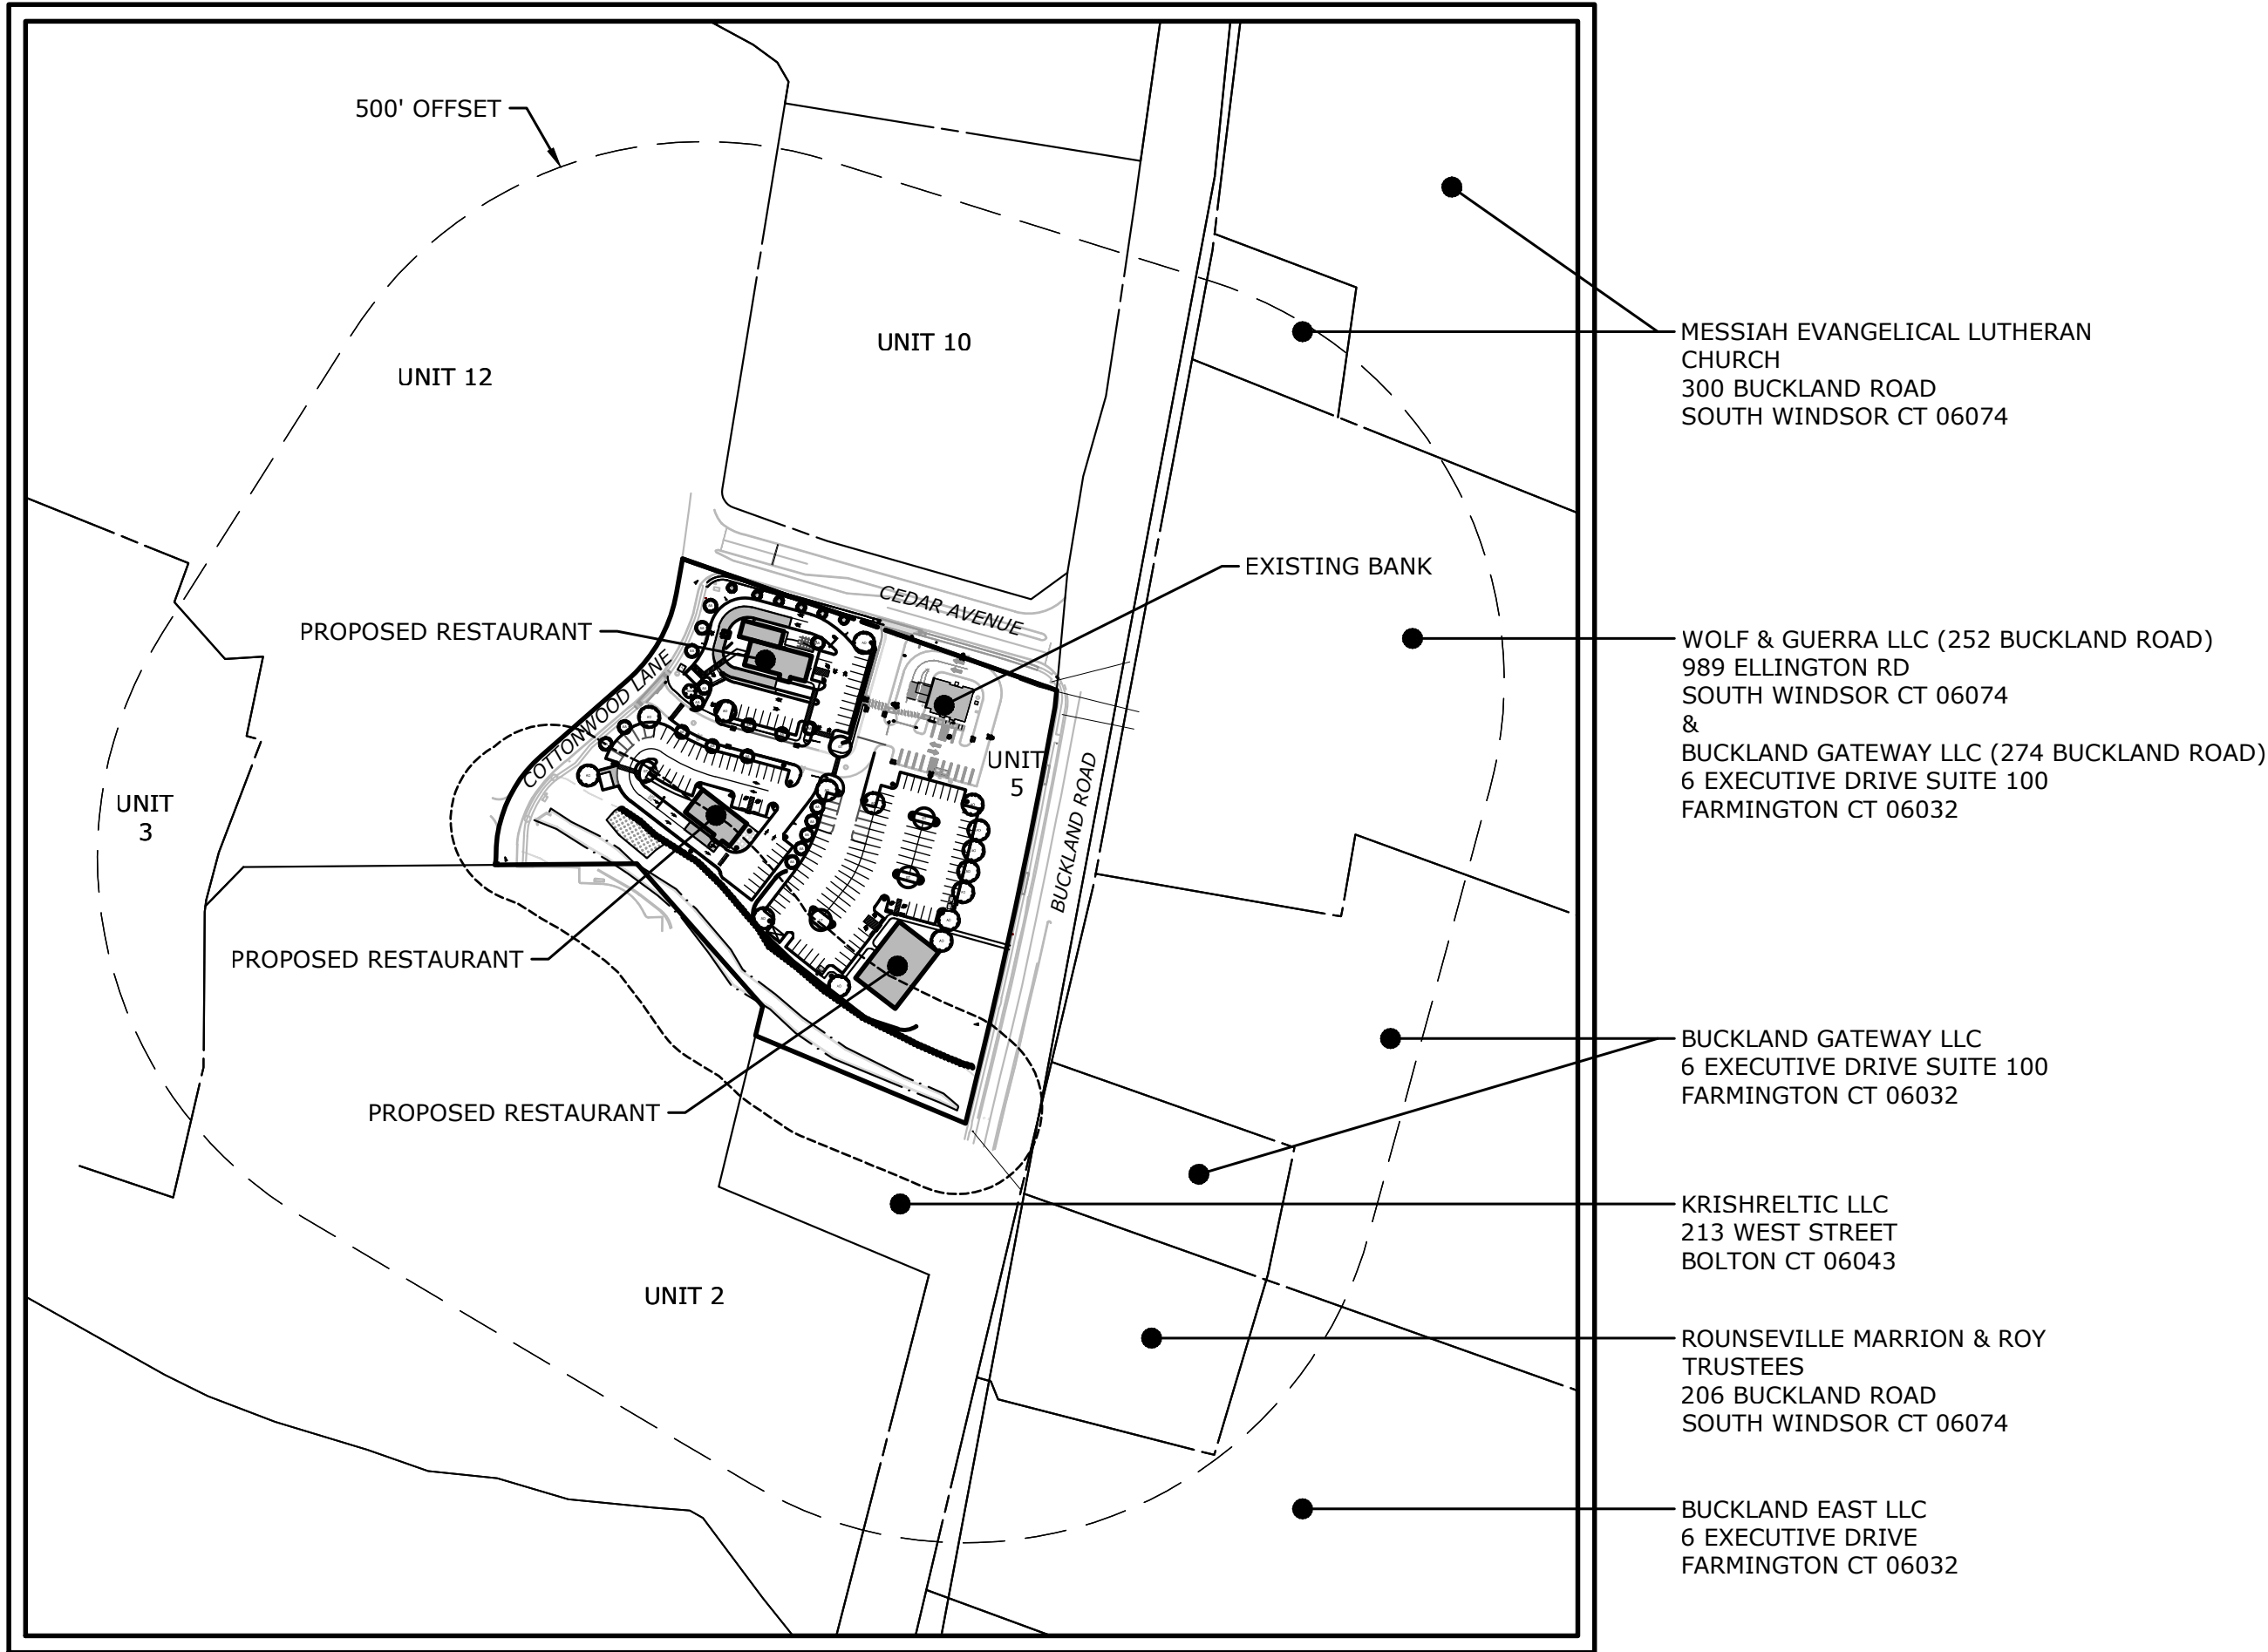 500' OFFSET
UNIT 10
UNIT 12
EXISTING BANK
CEDAR AVENUE
PROPOSED RESTAURANT
COTTONWOOD LANE
UNIT
5
BUCKLAND ROAD
UNIT
3
PROPOSED RESTAURANT
PROPOSED RESTAURANT
UNIT 2
MESSIAH EVANGELICAL LUTHERAN
CHURCH
300 BUCKLAND ROAD
SOUTH WINDSOR CT 06074
WOLF & GUERRA LLC (252 BUCKLAND ROAD)
989 ELLINGTON RD
SOUTH WINDSOR CT 06074
&
BUCKLAND GATEWAY LLC (274 BUCKLAND ROAD)
6 EXECUTIVE DRIVE SUITE 100
FARMINGTON CT 06032
BUCKLAND GATEWAY LLC
6 EXECUTIVE DRIVE SUITE 100
FARMINGTON CT 06032
KRISHRELTIC LLC
213 WEST STREET
BOLTON CT 06043
ROUNSEVILLE MARRION & ROY
TRUSTEES
206 BUCKLAND ROAD
SOUTH WINDSOR CT 06074
BUCKLAND EAST LLC
6 EXECUTIVE DRIVE
FARMINGTON CT 06032